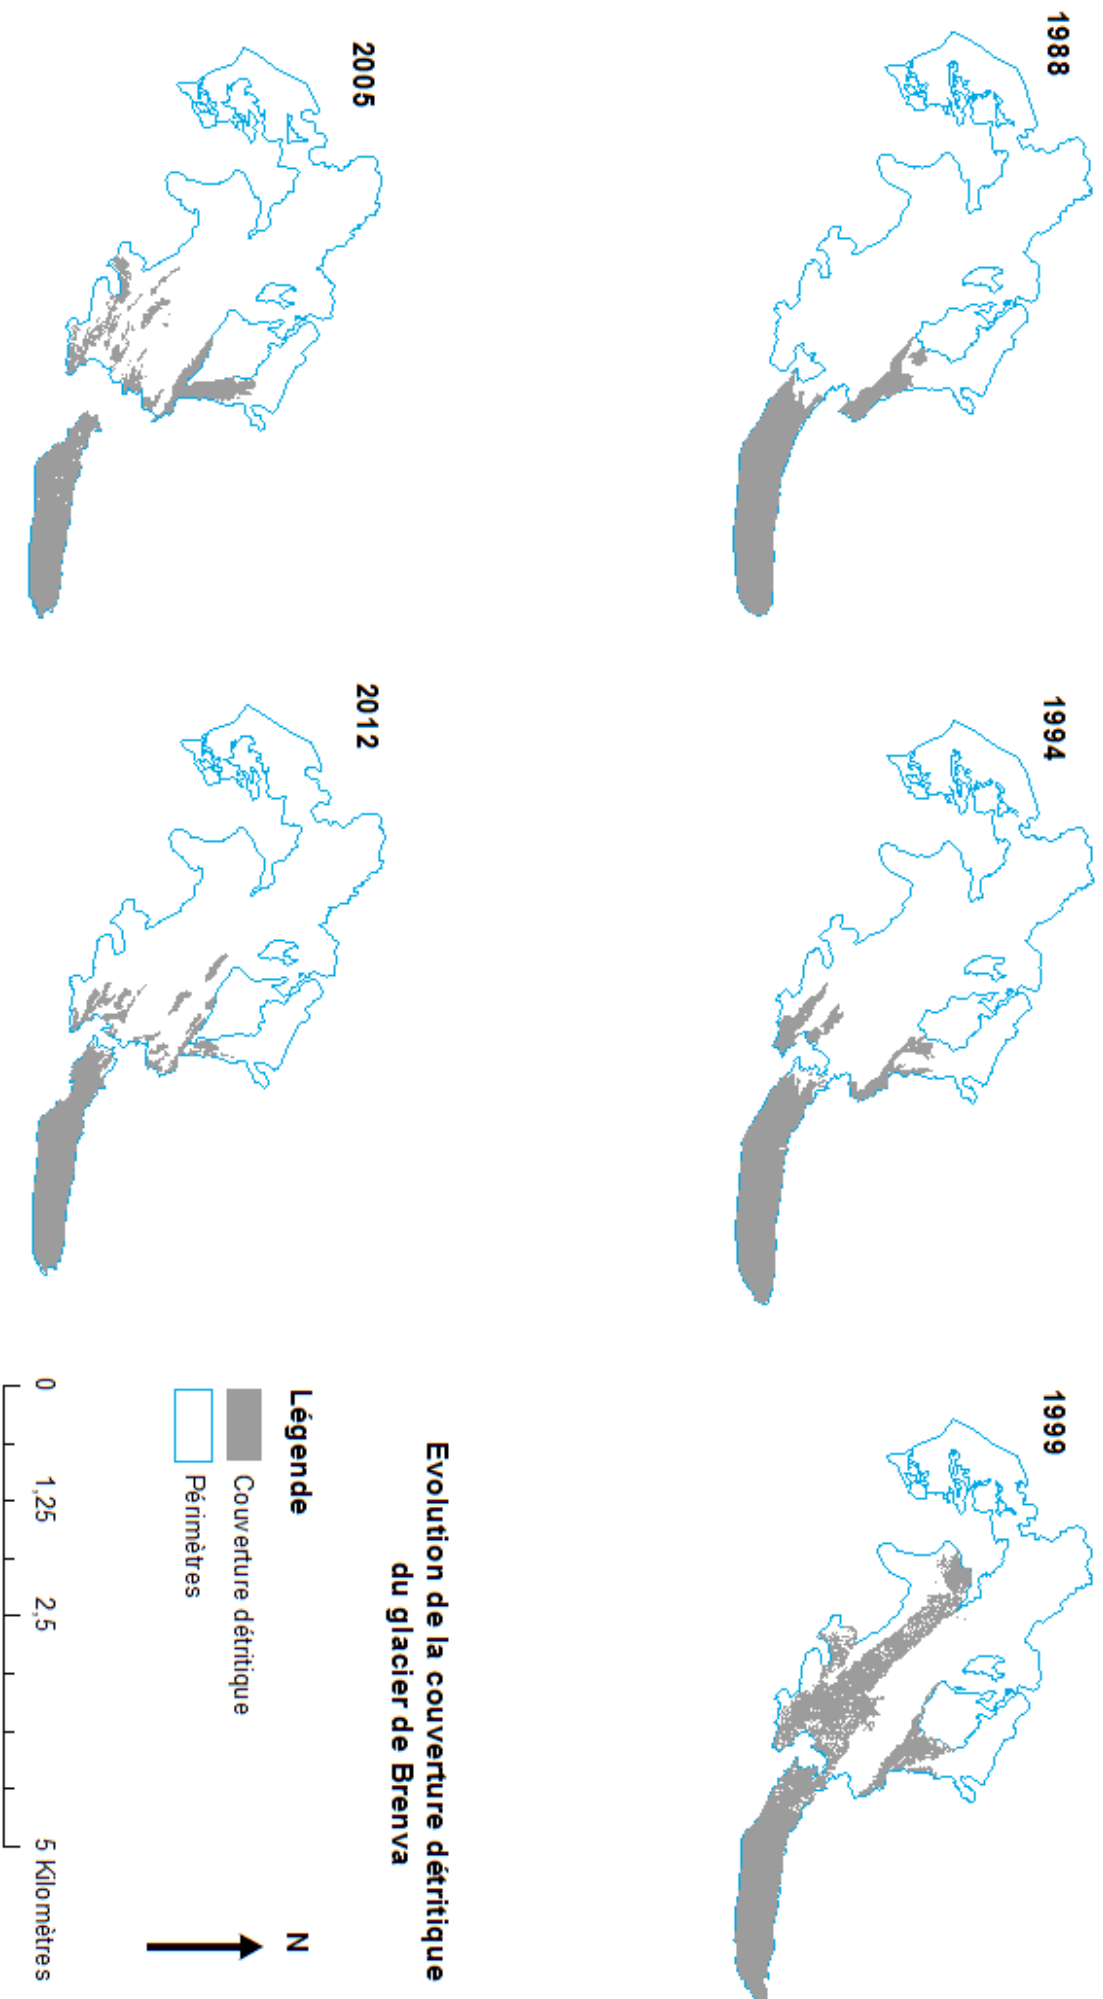 1988
1994
1999
2005
2012
Evolution de la couverture détritique
du glacier de Brenva
Légende
Couverture détritique
Périmètres
N
0 1,25 2,5 5 Kilomètres